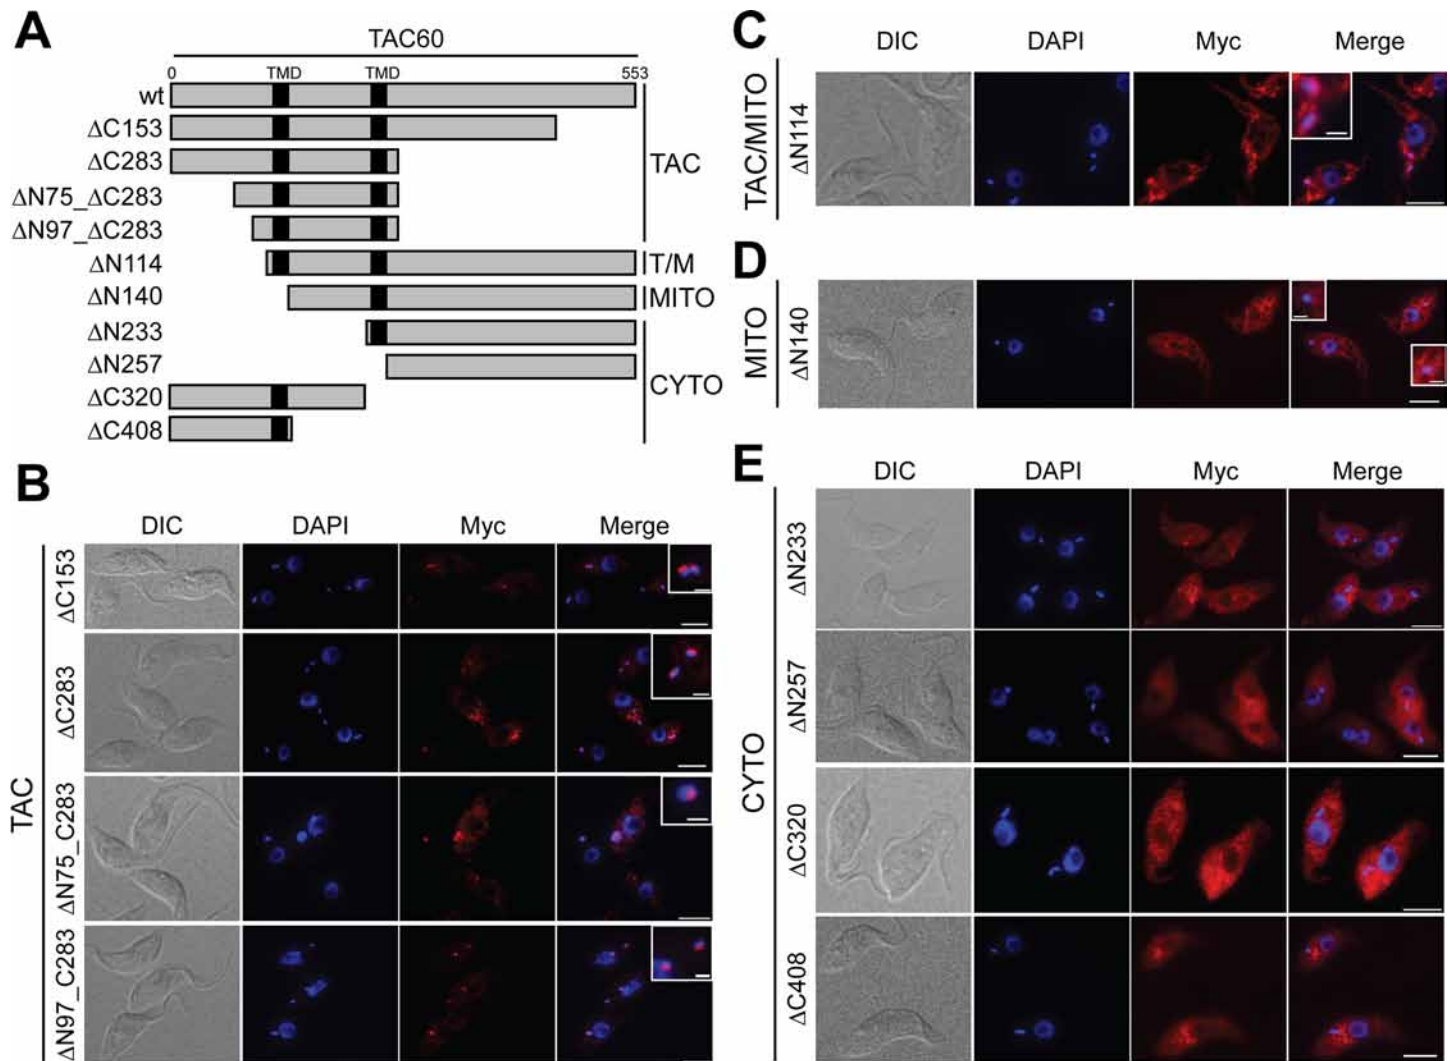 A
TAC60
0 TMD TMD 553
wt
ΔC153
ΔC283
ΔN75_ΔC283
ΔN97_ΔC283
ΔN114
ΔN140
ΔN233
ΔN257
ΔC320
ΔC408
TAC
T/M
MITO
CYTO
B
DIC DAPI Myc Merge
TAC
ΔC153
ΔC283
ΔN75_C283
ΔN97_C283
C
DIC DAPI Myc Merge
TAC/MITO
ΔN114
D
MITO
ΔN140
E
DIC DAPI Myc Merge
CYTO
ΔN233
ΔN257
ΔC320
ΔC408